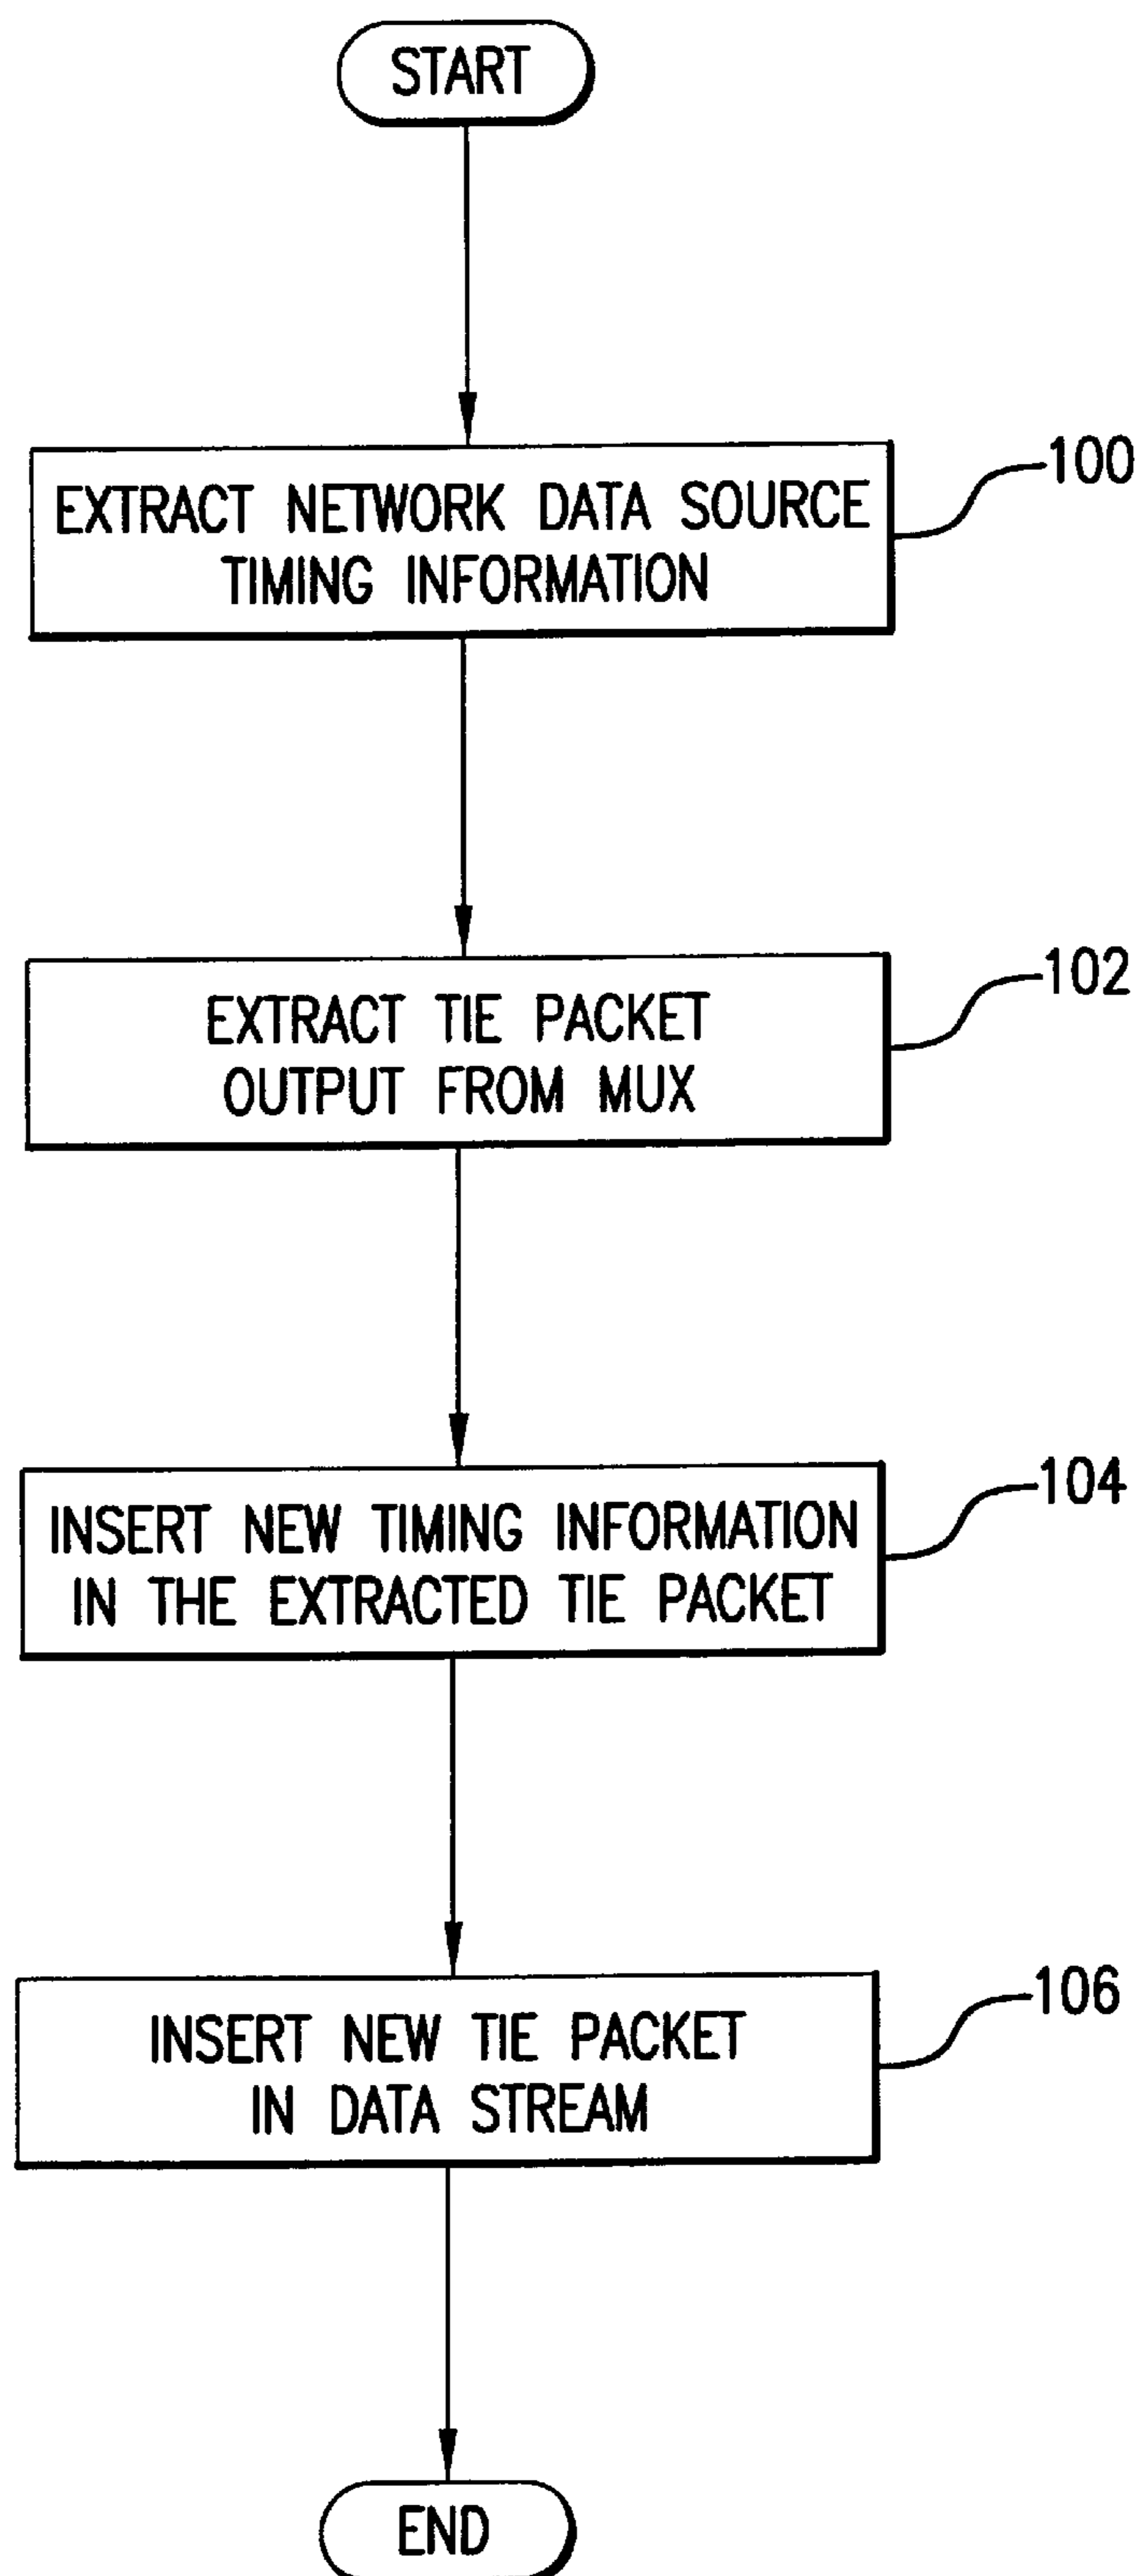 START
100
EXTRACT NETWORK DATA SOURCE
TIMING INFORMATION
102
EXTRACT TIE PACKET
OUTPUT FROM MUX
104
INSERT NEW TIMING INFORMATION
IN THE EXTRACTED TIE PACKET
106
INSERT NEW TIE PACKET
IN DATA STREAM
END